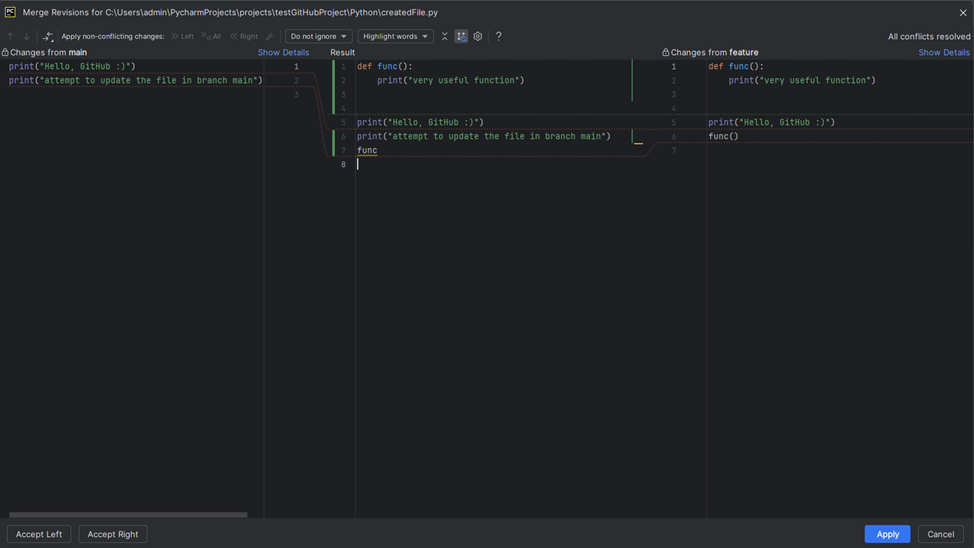 PC Merge Revisions for C:\Users\admin\PycharmProjects\projects\testGitHubProject\Python\createdFile.py
Apply non-conflicting changes: Left All Right Do not ignore Highlight words ? All conflicts resolved
Changes from main Show Details
print("Hello, GitHub :)") 1
print("attempt to update the file in branch main") 2
3
Result
1 def func():
2 print("very useful function")
3
4
5 print("Hello, GitHub :)")
6 print("attempt to update the file in branch main")
7 func
8
Changes from feature Show Details
1 def func():
2 print("very useful function")
3
4
5 print("Hello, GitHub :)")
6 func()
7
Accept Left Accept Right Apply Cancel